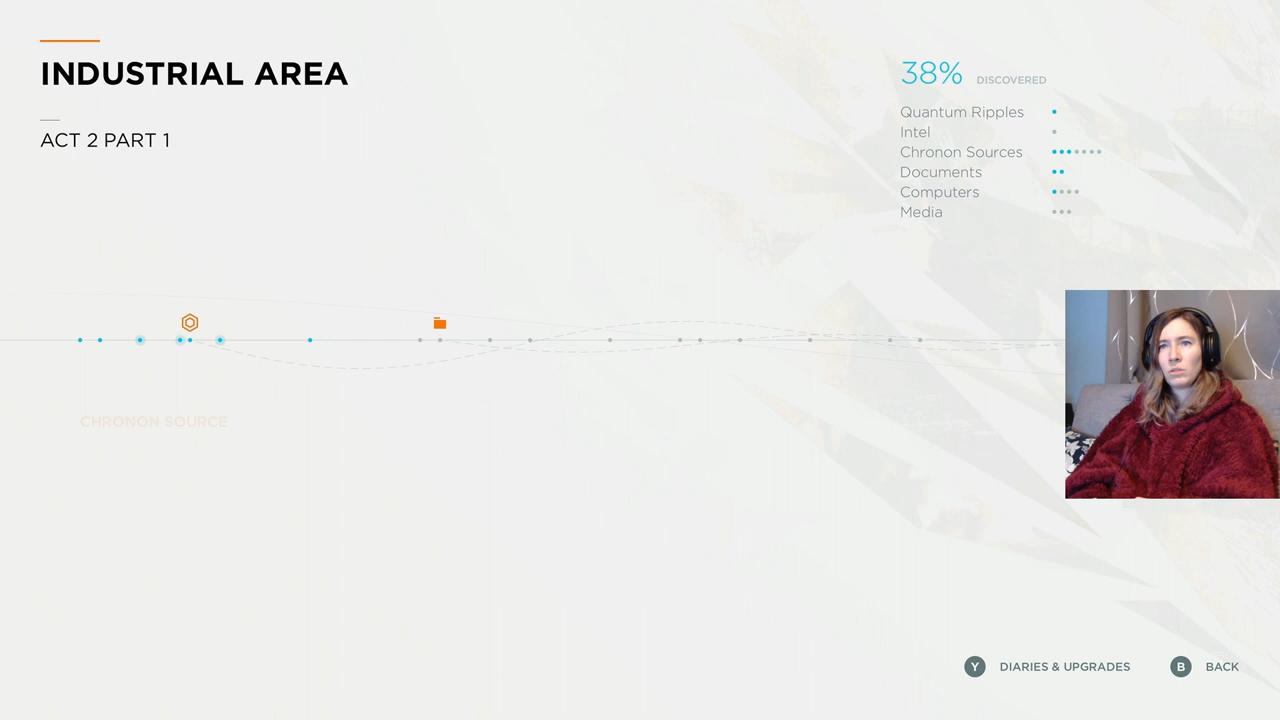 INDUSTRIAL AREA
ACT 2 PART 1
38% DISCOVERED
Quantum Ripples
Intel
Chronon Sources
Documents
Computers
Media
CHRONON SOURCE
Y DIARIES & UPGRADES B BACK